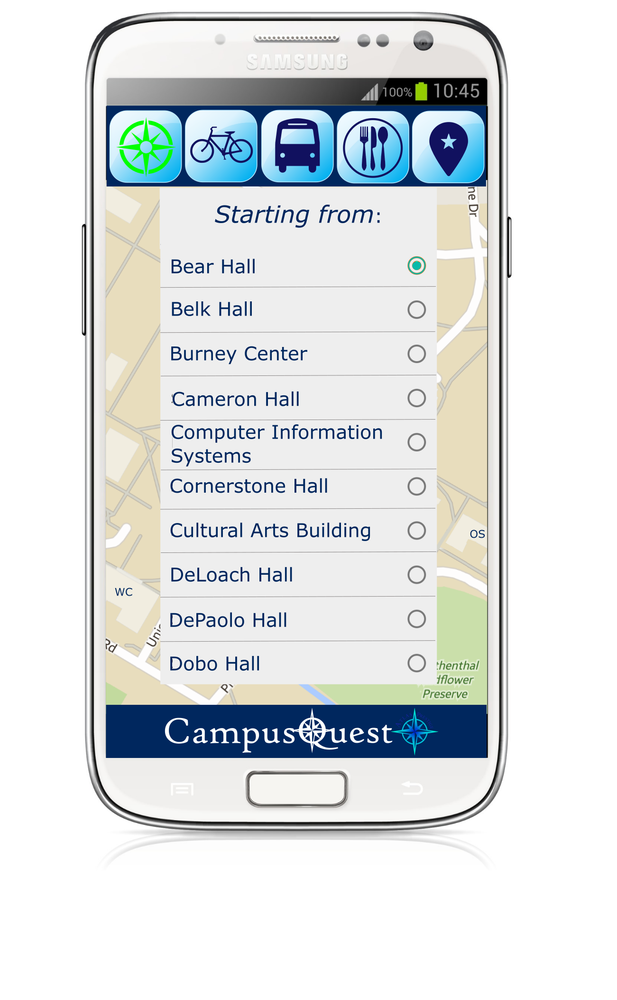 SAMSUNG
100% 10:45
ne Dr
Starting from:
Bear Hall
Belk Hall
Burney Center
Cameron Hall
Computer Information
Systems
Cornerstone Hall
Cultural Arts Building
OS
DeLoach Hall
WC
DePaolo Hall
Unic
Rd
Dobo Hall
thenthal
dflower
Preserve
CampusQuest